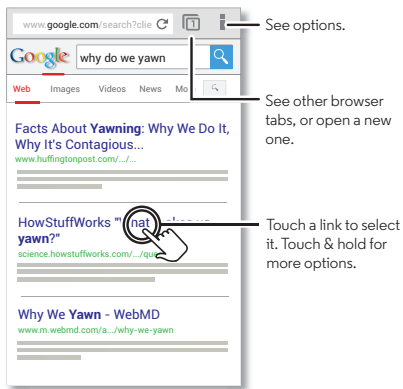 www.google.com/search?clie
1
See options.
Google
why do we yawn
Web Images Videos News Mo
See other browser
tabs, or open a new
one.
Facts About Yawning: Why We Do It,
Why It's Contagious...
www.huffingtonpost.com/.../...
HowStuffWorks "
yawn?"
science.howstuffworks.com/.../que
Touch a link to select
it. Touch & hold for
more options.
Why We Yawn - WebMD
www.m.webmd.com/a.../why-we-yawn